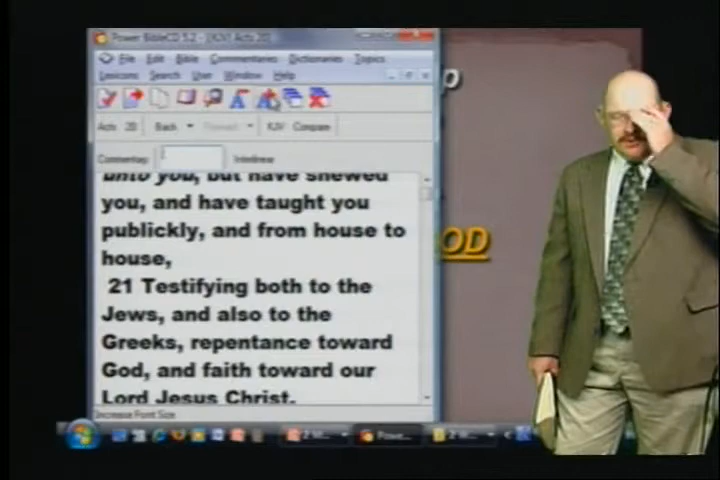 Power BibleCD 5.2 - [KJV Acts 20]
File Edit Bible Commentaries Dictionaries Topics
Lexicons Search User Window Help
Acts 20 Back KJV Compare
Commentary Interlinear
unto you, but have shewed
you, and have taught you
publickly, and from house to
house,
21 Testifying both to the
Jews, and also to the
Greeks, repentance toward
God, and faith toward our
Lord Jesus Christ.
Increase Font Size
OD